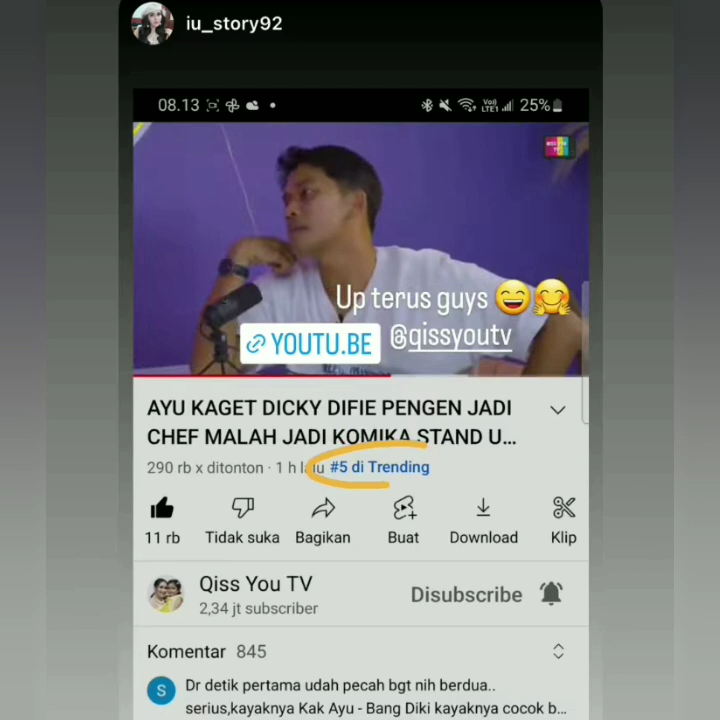 iu_story92
08.13
25%
Up terus guys 😄🤗
YOUTU.BE @qissyoutv
AYU KAGET DICKY DIFIE PENGEN JADI
CHEF MALAH JADI KOMIKA STAND U...
290 rb x ditonton · 1 h lalu #5 di Trending
11 rb Tidak suka Bagikan Buat Download Klip
Qiss You TV
2,34 jt subscriber
Disubscribe
Komentar 845
S
Dr detik pertama udah pecah bgt nih berdua..
serius,kayaknya Kak Ayu - Bang Diki kayaknya cocok b...